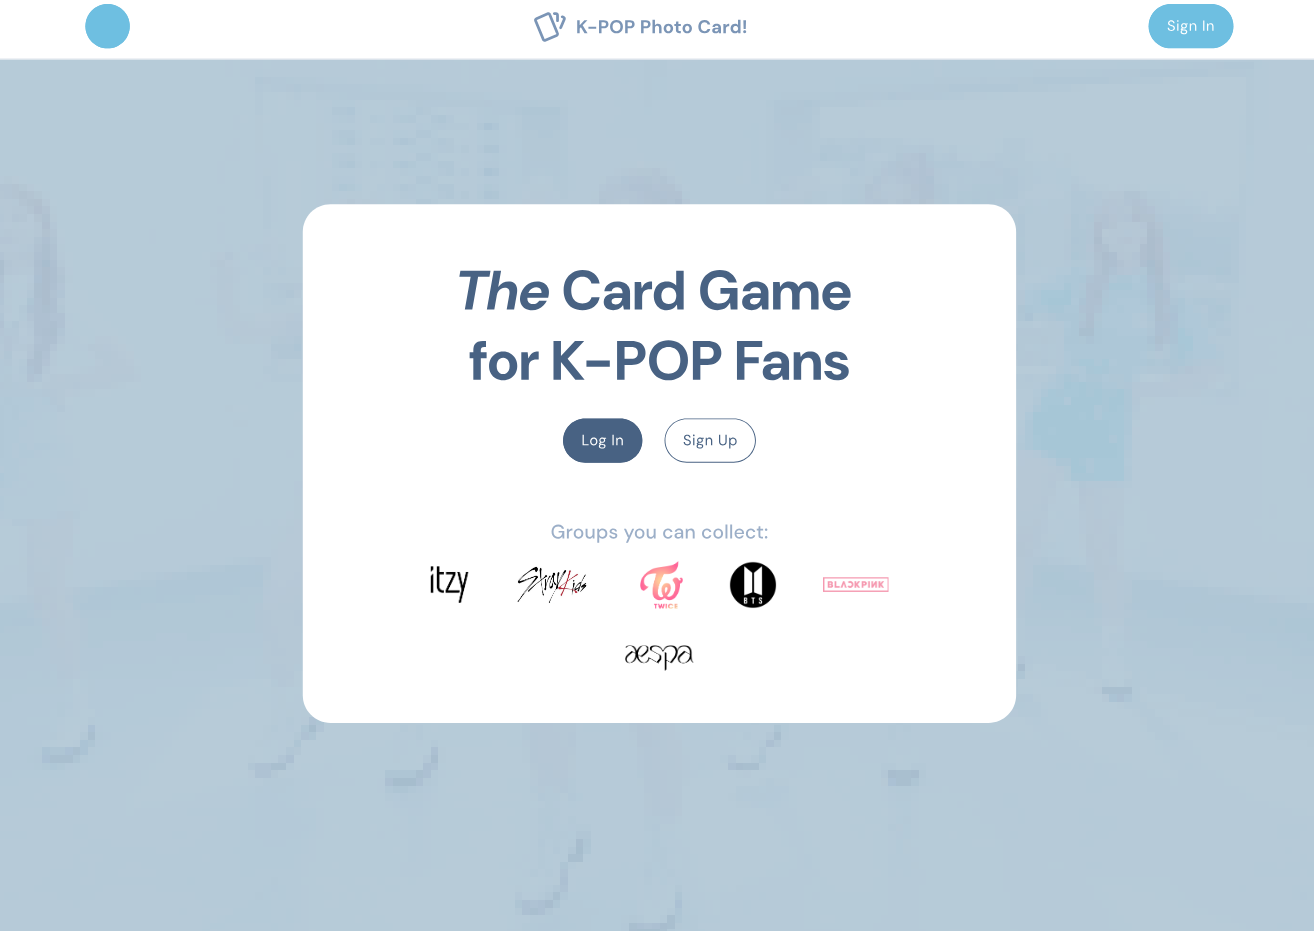 K-POP Photo Card!
Sign In
The Card Game
for K-POP Fans
Log In
Sign Up
Groups you can collect:
itzy
Stray Kids
TWICE
BTS
BLACKPINK
aespa